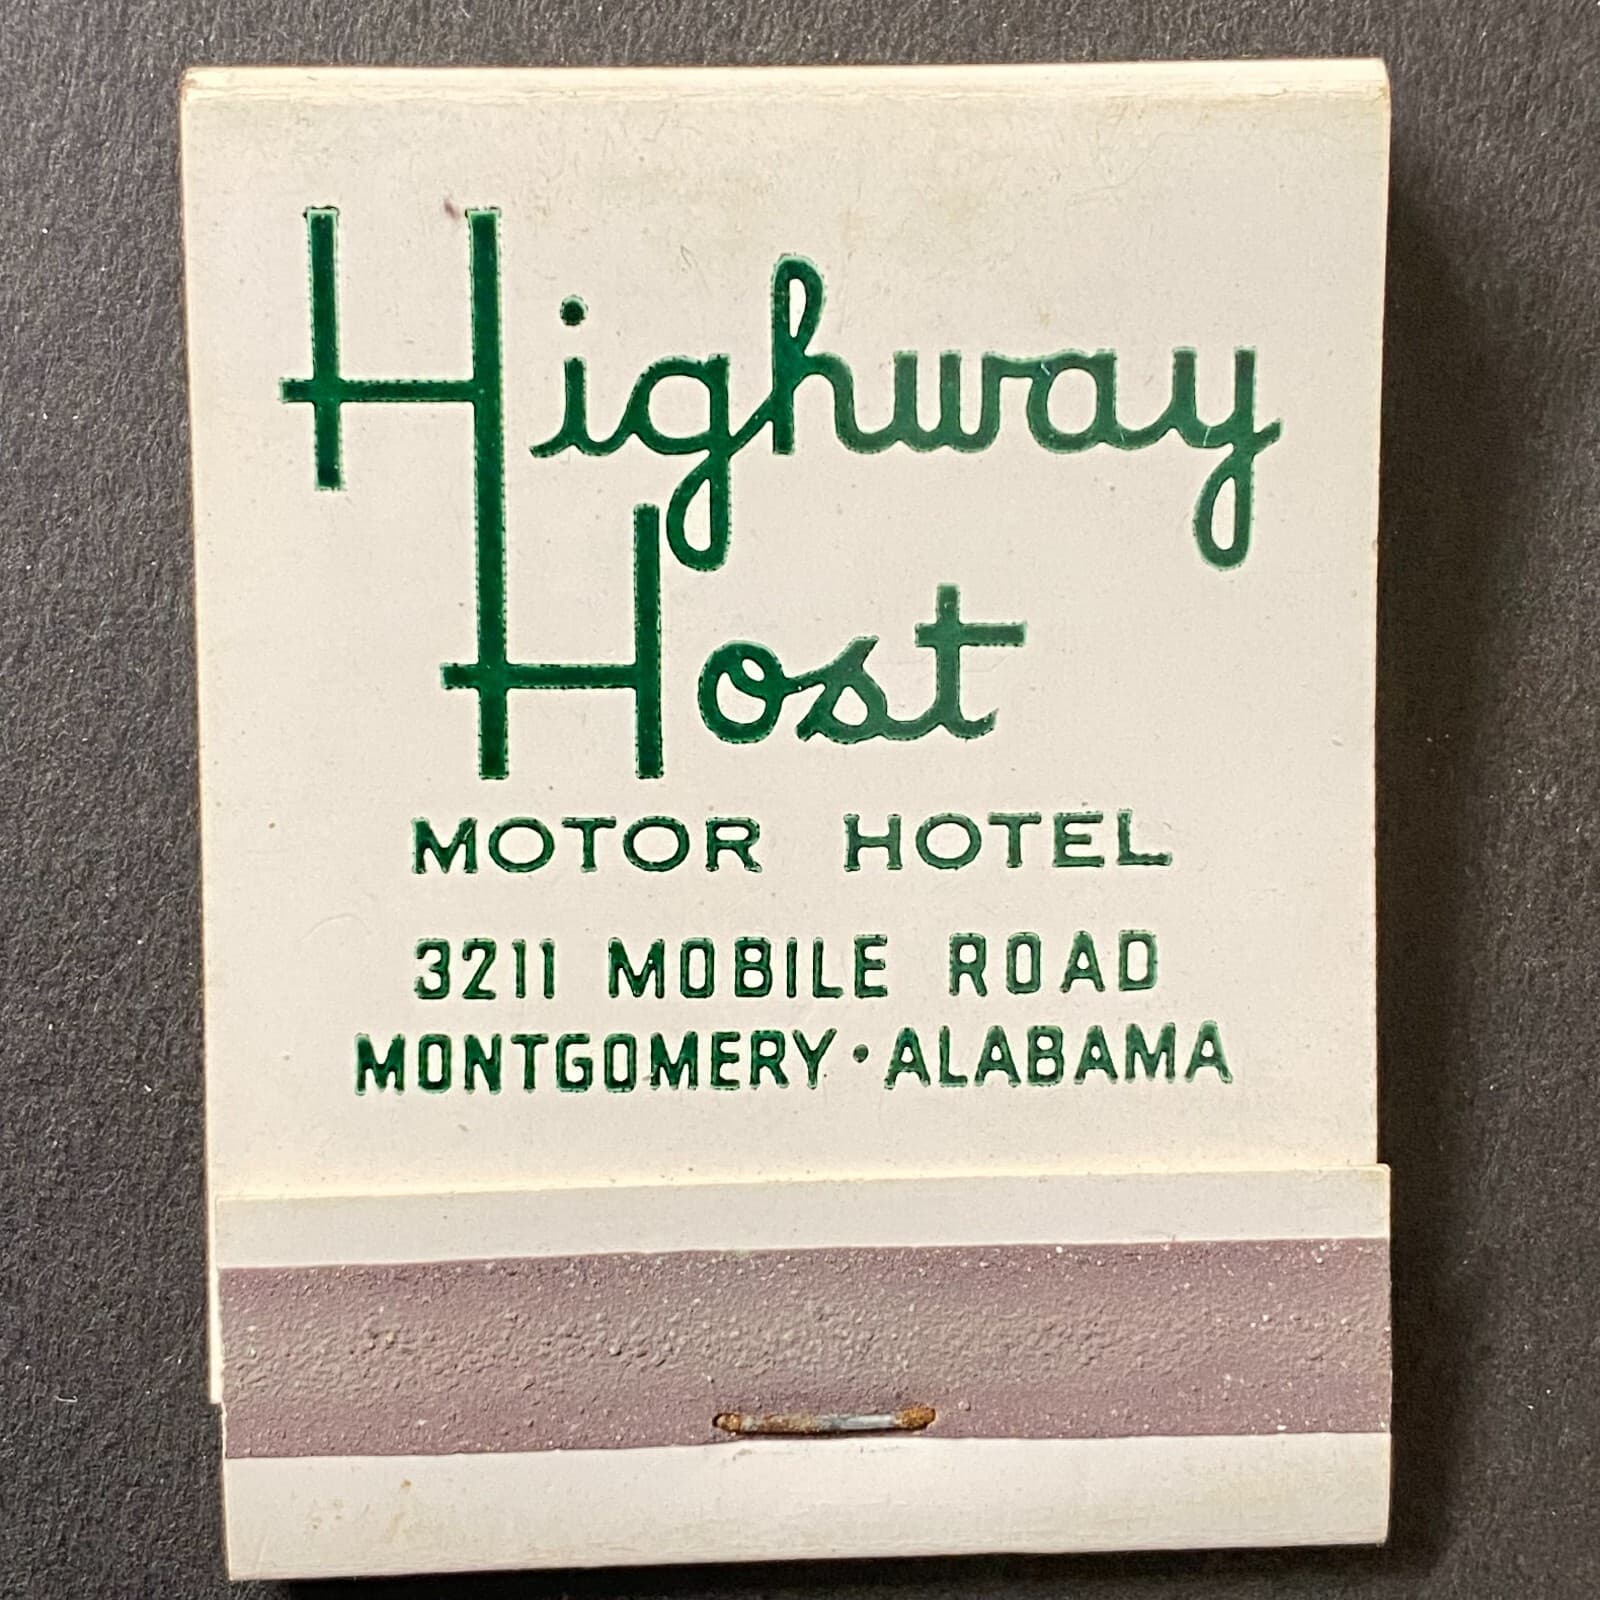 Highway
Host
MOTOR HOTEL
3211 MOBILE ROAD
MONTGOMERY • ALABAMA